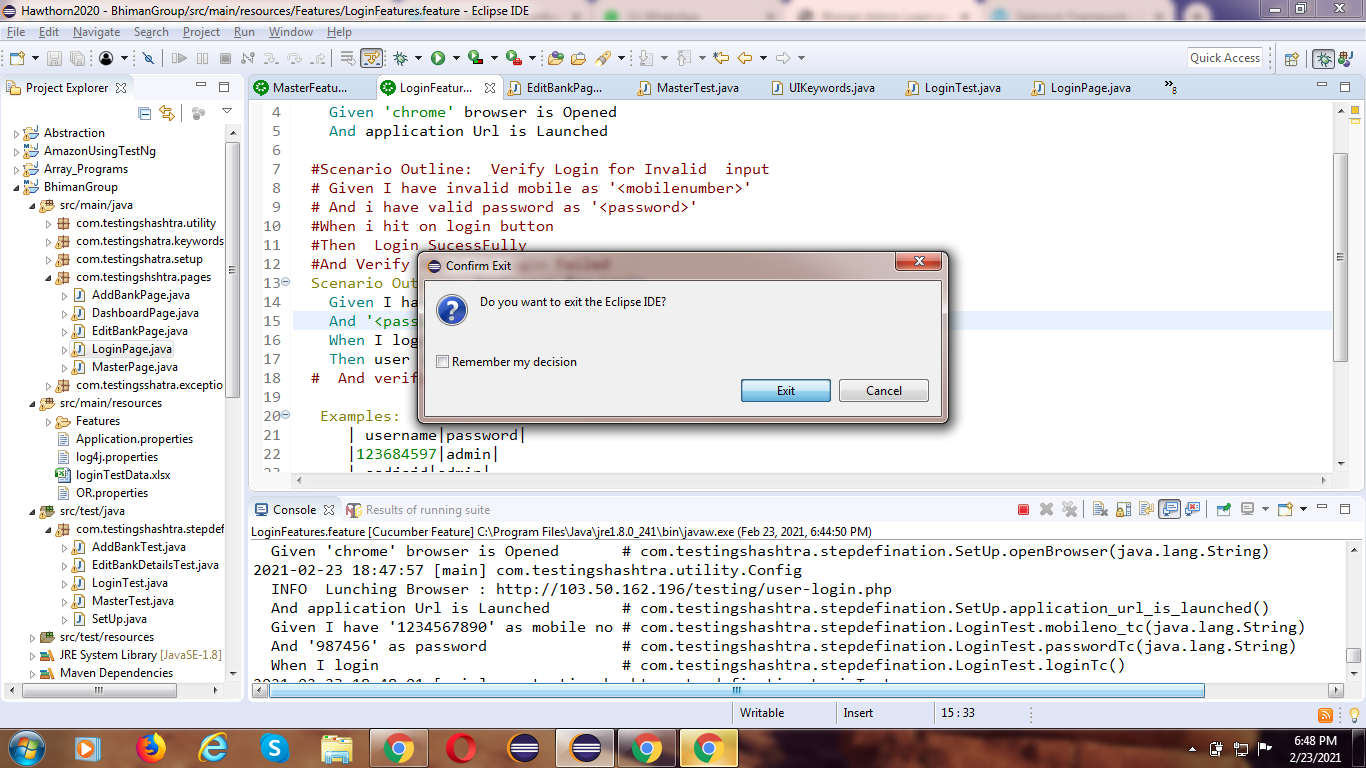 Hawthorn2020 - BhimanGroup/src/main/resources/Features/LoginFeatures.feature - Eclipse IDE
File Edit Navigate Search Project Run Window Help
Quick Access
Project Explorer
MasterFeatu... LoginFeatur... EditBankPag... MasterTest.java UIKeywords.java LoginTest.java LoginPage.java »8
Abstraction
AmazonUsingTestNg
Array_Programs
BhimanGroup
src/main/java
com.testingshashtra.utility
com.testingshatra.keywords
com.testingshatra.setup
com.testingshshtra.pages
AddBankPage.java
DashboardPage.java
EditBankPage.java
LoginPage.java
MasterPage.java
com.testingsshatra.exceptio
src/main/resources
Features
Application.properties
log4j.properties
loginTestData.xlsx
OR.properties
src/test/java
com.testingshashtra.stepdef
AddBankTest.java
EditBankDetailsTest.java
LoginTest.java
MasterTest.java
SetUp.java
src/test/resources
JRE System Library [JavaSE-1.8]
Maven Dependencies
4 Given 'chrome' browser is Opened
5 And application Url is Launched
6
7 #Scenario Outline:  Verify Login for Invalid  input
8 # Given I have invalid mobile as '<mobilenumber>'
9 # And i have valid password as '<password>'
10 #When i hit on login button
11 #Then  Login SucessFully
12 #And Verify
13 Scenario Out
14 Given I ha
15 And '<pass
16 When I log
17 Then user
18 #  And verif
19
20 Examples:
21 | username|password|
22 |123684597|admin|
Confirm Exit
Do you want to exit the Eclipse IDE?
Remember my decision
Exit Cancel
Console Results of running suite
LoginFeatures.feature [Cucumber Feature] C:\Program Files\Java\jre1.8.0_241\bin\javaw.exe (Feb 23, 2021, 6:44:50 PM)
Given 'chrome' browser is Opened # com.testingshashtra.stepdefination.SetUp.openBrowser(java.lang.String)
2021-02-23 18:47:57 [main] com.testingshashtra.utility.Config
INFO  Lunching Browser : http://103.50.162.196/testing/user-login.php
And application Url is Launched # com.testingshashtra.stepdefination.SetUp.application_url_is_launched()
Given I have '1234567890' as mobile no # com.testingshashtra.stepdefination.LoginTest.mobileno_tc(java.lang.String)
And '987456' as password # com.testingshashtra.stepdefination.LoginTest.passwordTc(java.lang.String)
When I login # com.testingshashtra.stepdefination.LoginTest.loginTc()
Writable Insert 15 : 33
6:48 PM
2/23/2021